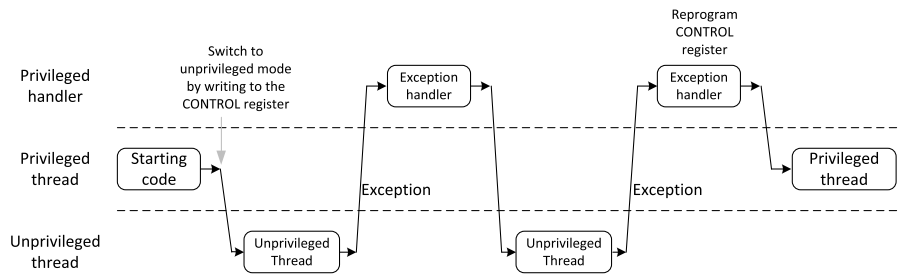 Reprogram
CONTROL
register
Switch to
unprivileged mode
by writing to the
CONTROL register
Privileged
handler
Exception
handler
Exception
handler
Privileged
thread
Starting
code
Exception
Exception
Privileged
thread
Unprivileged
thread
Unprivileged
Thread
Unprivileged
Thread